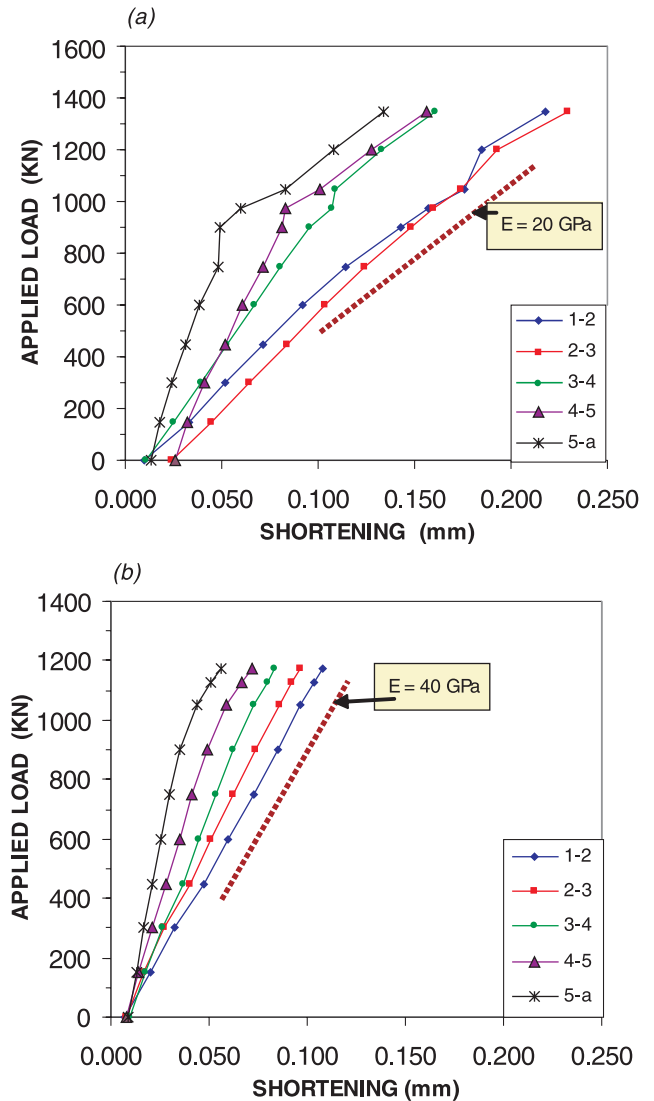 (a)
1600
1400
1200
1000
800
600
400
200
0
APPLIED LOAD (KN)
E = 20 GPa
1-2
2-3
3-4
4-5
5-a
0.000 0.050 0.100 0.150 0.200 0.250
SHORTENING (mm)
(b)
1400
1200
1000
800
600
400
200
0
APPLIED LOAD (KN)
E = 40 GPa
1-2
2-3
3-4
4-5
5-a
0.000 0.050 0.100 0.150 0.200 0.250
SHORTENING (mm)